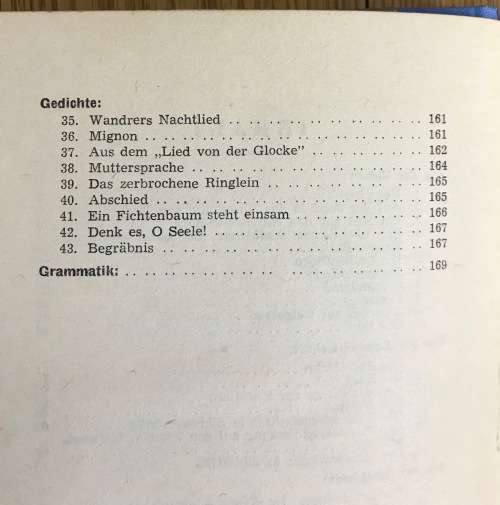 Gedichte:
35. Wandrers Nachtlied .. .. .. .. .. .. .. .. .. .. 161
36. Mignon .. .. .. .. .. .. .. .. .. .. .. .. .. .. 161
37. Aus dem „Lied von der Glocke” .. .. .. .. .. .. 162
38. Muttersprache .. .. .. .. .. .. .. .. .. .. .. .. 164
39. Das zerbrochene Ringlein .. .. .. .. .. .. .. .. 165
40. Abschied .. .. .. .. .. .. .. .. .. .. .. .. .. .. 165
41. Ein Fichtenbaum steht einsam .. .. .. .. .. .. .. 166
42. Denk es, O Seele! .. .. .. .. .. .. .. .. .. .. .. 167
43. Begräbnis .. .. .. .. .. .. .. .. .. .. .. .. .. 167
Grammatik: .. .. .. .. .. .. .. .. .. .. .. .. .. .. .. 169